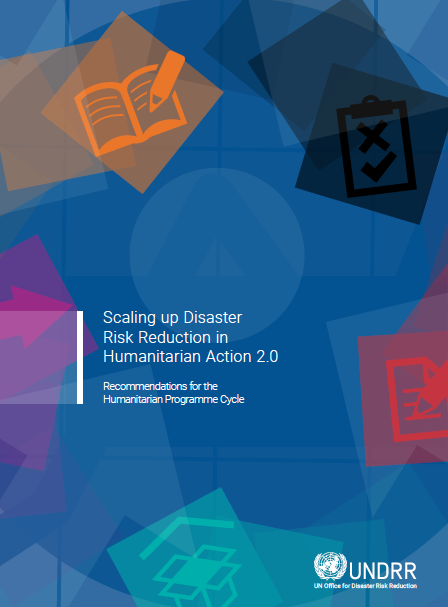 Scaling up Disaster
Risk Reduction in
Humanitarian Action 2.0
Recommendations for the
Humanitarian Programme Cycle
UNDRR
UN Office for Disaster Risk Reduction